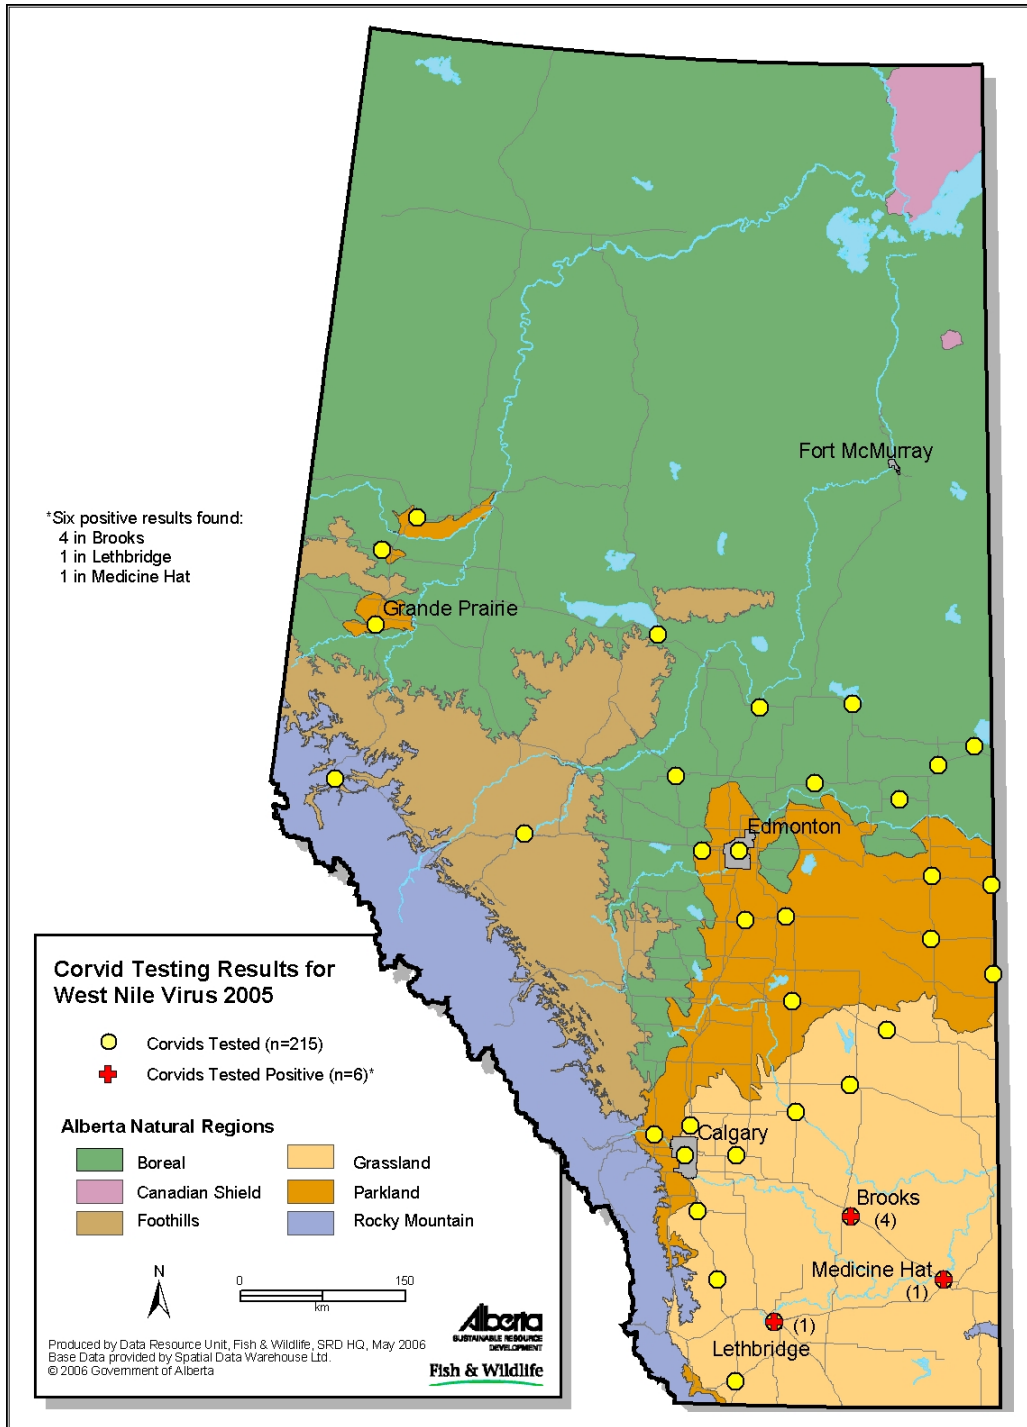 Fort McMurray
*Six positive results found:
4 in Brooks
1 in Lethbridge
1 in Medicine Hat
Grande Prairie
Edmonton
Calgary
Brooks
(4)
Medicine Hat
(1)
(1)
Lethbridge
Corvid Testing Results for
West Nile Virus 2005
Corvids Tested (n=215)
Corvids Tested Positive (n=6)*
Alberta Natural Regions
Boreal
Grassland
Canadian Shield
Parkland
Foothills
Rocky Mountain
N
0 150
km
Produced by Data Resource Unit, Fish & Wildlife, SRD HQ, May 2006
Base Data provided by Spatial Data Warehouse Ltd.
© 2006 Government of Alberta
Alberta
SUSTAINABLE RESOURCE
DEVELOPMENT
Fish & Wildlife